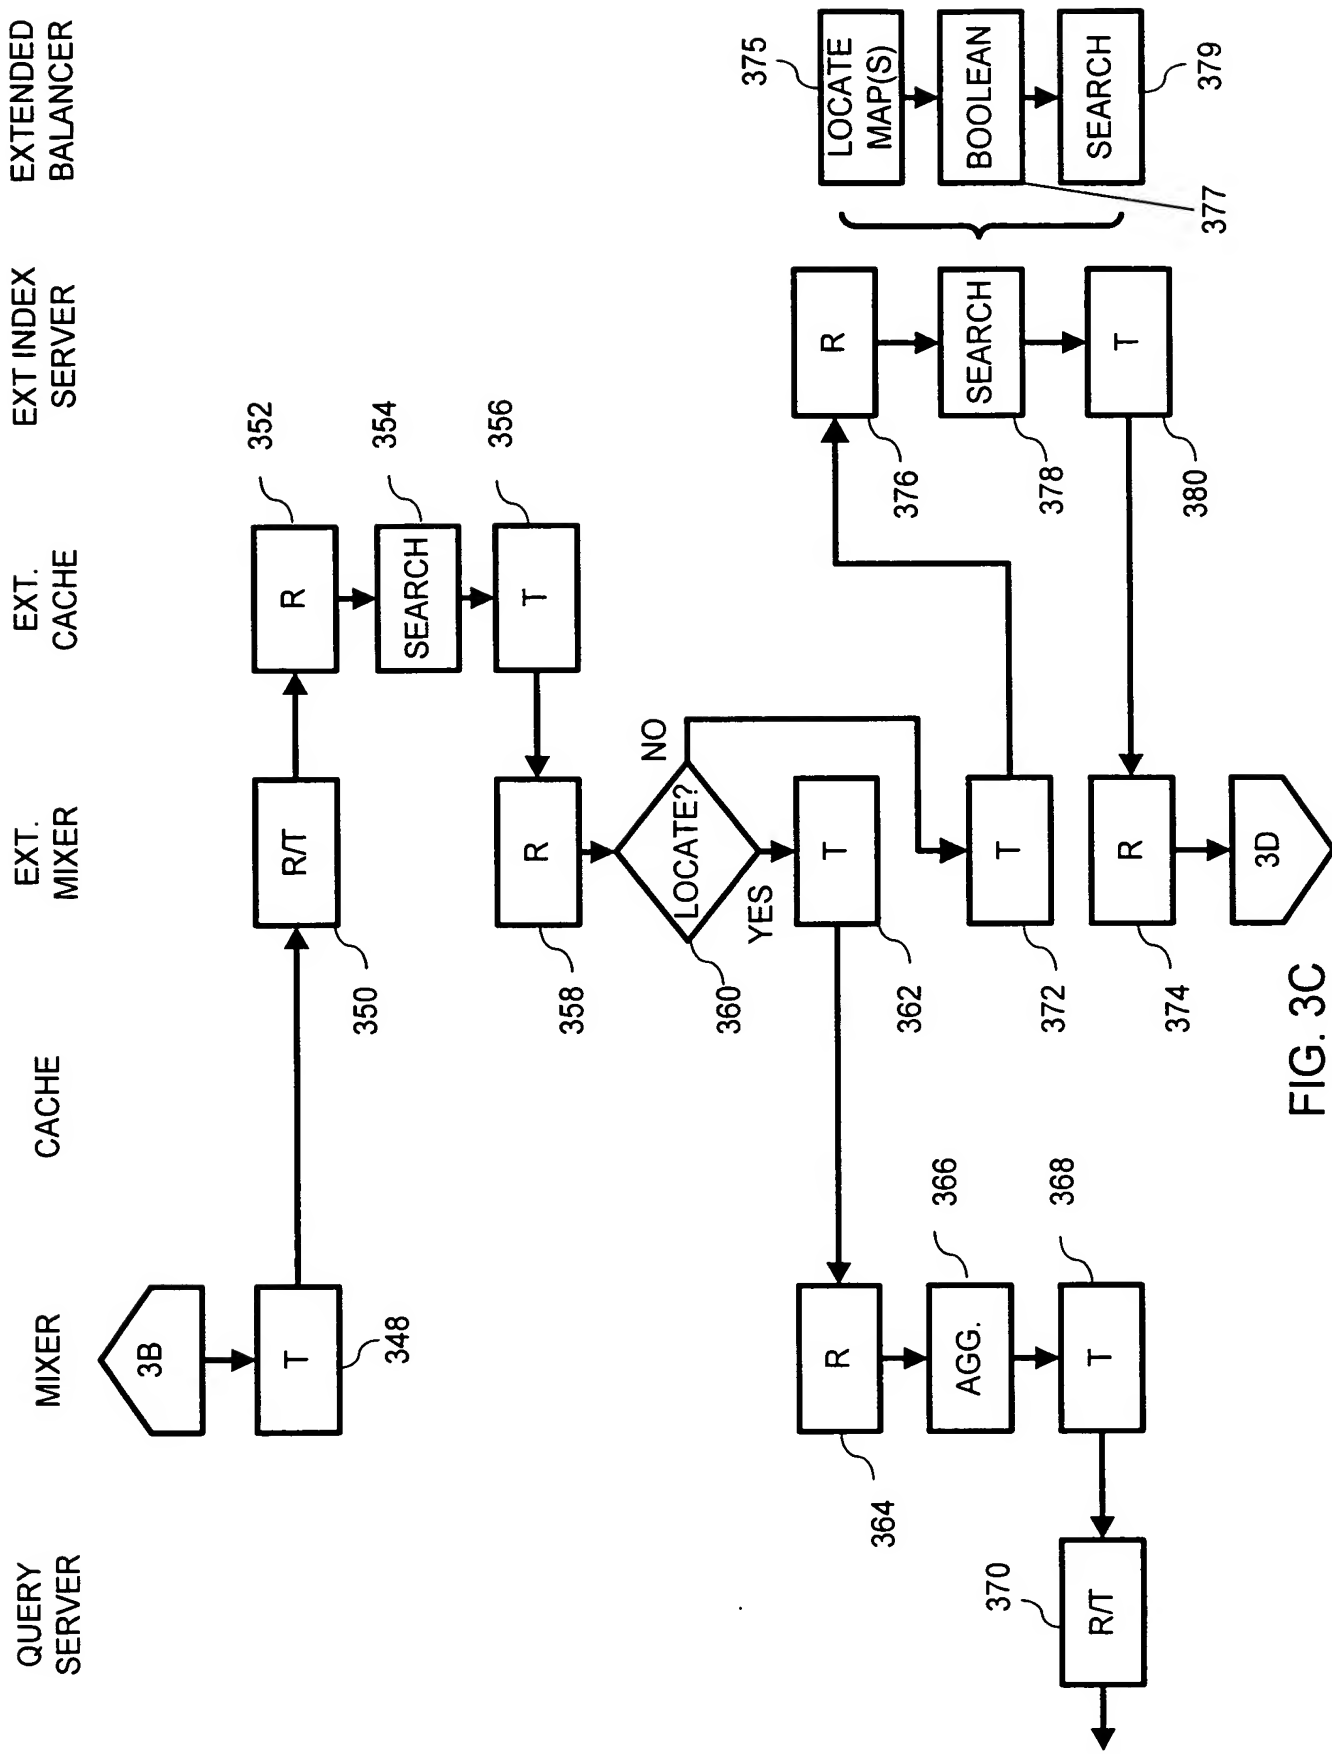 QUERY
SERVER
MIXER
CACHE
EXT.
MIXER
EXT.
CACHE
EXT INDEX
SERVER
EXTENDED
BALANCER
3B
T
348
R/T
350
R
352
SEARCH
354
T
356
R
358
LOCATE?
360
NO
YES
T
362
R
364
AGG.
366
T
368
R/T
370
T
372
R
376
SEARCH
378
T
380
R
374
3D
LOCATE
MAP(S)
375
BOOLEAN
377
SEARCH
379
FIG. 3C